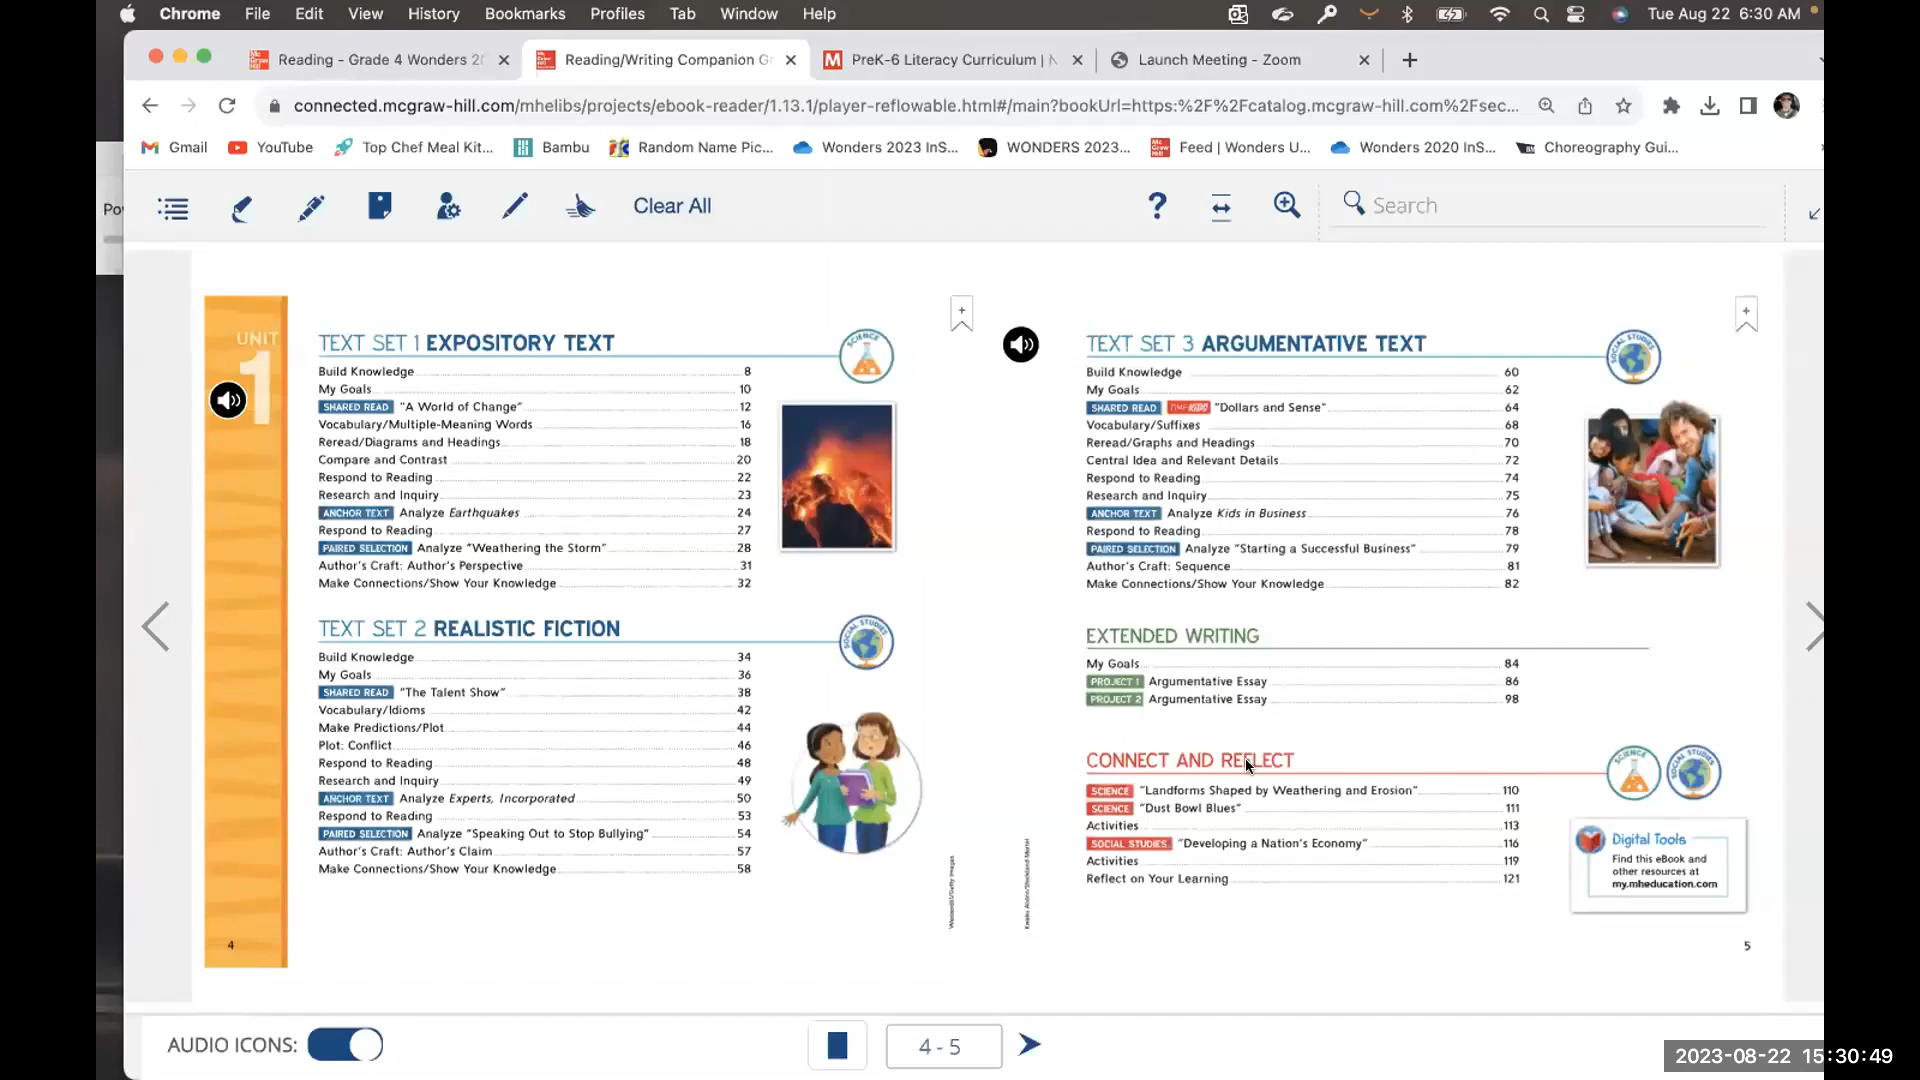 Chrome File Edit View History Bookmarks Profiles Tab Window Help Tue Aug 22 6:30 AM
Reading - Grade 4 Wonders 20
Reading/Writing Companion Gr
PreK-6 Literacy Curriculum | N
Launch Meeting - Zoom
connected.mcgraw-hill.com/mhelibs/projects/ebook-reader/1.13.1/player-reflowable.html#/main?bookUrl=https:%2F%2Fcatalog.mcgraw-hill.com%2Fsec...
Gmail YouTube Top Chef Meal Kit... Bambu Random Name Pic... Wonders 2023 InS... WONDERS 2023... Feed | Wonders U... Wonders 2020 InS... Choreography Gui...
Clear All
? Search
UNIT
1
TEXT SET 1 EXPOSITORY TEXT
SCIENCE
Build Knowledge 8
My Goals 10
SHARED READ "A World of Change" 12
Vocabulary/Multiple-Meaning Words 16
Reread/Diagrams and Headings 18
Compare and Contrast 20
Respond to Reading 22
Research and Inquiry 23
ANCHOR TEXT Analyze Earthquakes 24
Respond to Reading 27
PAIRED SELECTION Analyze "Weathering the Storm" 28
Author's Craft: Author's Perspective 31
Make Connections/Show Your Knowledge 32
TEXT SET 2 REALISTIC FICTION
SOCIAL STUDIES
Build Knowledge 34
My Goals 36
SHARED READ "The Talent Show" 38
Vocabulary/Idioms 42
Make Predictions/Plot 44
Plot: Conflict 46
Respond to Reading 48
Research and Inquiry 49
ANCHOR TEXT Analyze Experts, Incorporated 50
Respond to Reading 53
PAIRED SELECTION Analyze "Speaking Out to Stop Bullying" 54
Author's Craft: Author's Claim 57
Make Connections/Show Your Knowledge 58
4
TEXT SET 3 ARGUMENTATIVE TEXT
SOCIAL STUDIES
Build Knowledge 60
My Goals 62
SHARED READ TIME KIDS "Dollars and Sense" 64
Vocabulary/Suffixes 68
Reread/Graphs and Headings 70
Central Idea and Relevant Details 72
Respond to Reading 74
Research and Inquiry 75
ANCHOR TEXT Analyze Kids in Business 76
Respond to Reading 78
PAIRED SELECTION Analyze "Starting a Successful Business" 79
Author's Craft: Sequence 81
Make Connections/Show Your Knowledge 82
EXTENDED WRITING
My Goals 84
PROJECT 1 Argumentative Essay 86
PROJECT 2 Argumentative Essay 98
CONNECT AND REFLECT
SCIENCE
SOCIAL STUDIES
SCIENCE "Landforms Shaped by Weathering and Erosion" 110
SCIENCE "Dust Bowl Blues" 111
Activities 113
SOCIAL STUDIES "Developing a Nation's Economy" 116
Activities 119
Reflect on Your Learning 121
Digital Tools
Find this eBook and
other resources at
my.mheducation.com
5
AUDIO ICONS:
4 - 5
2023-08-22 15:30:49